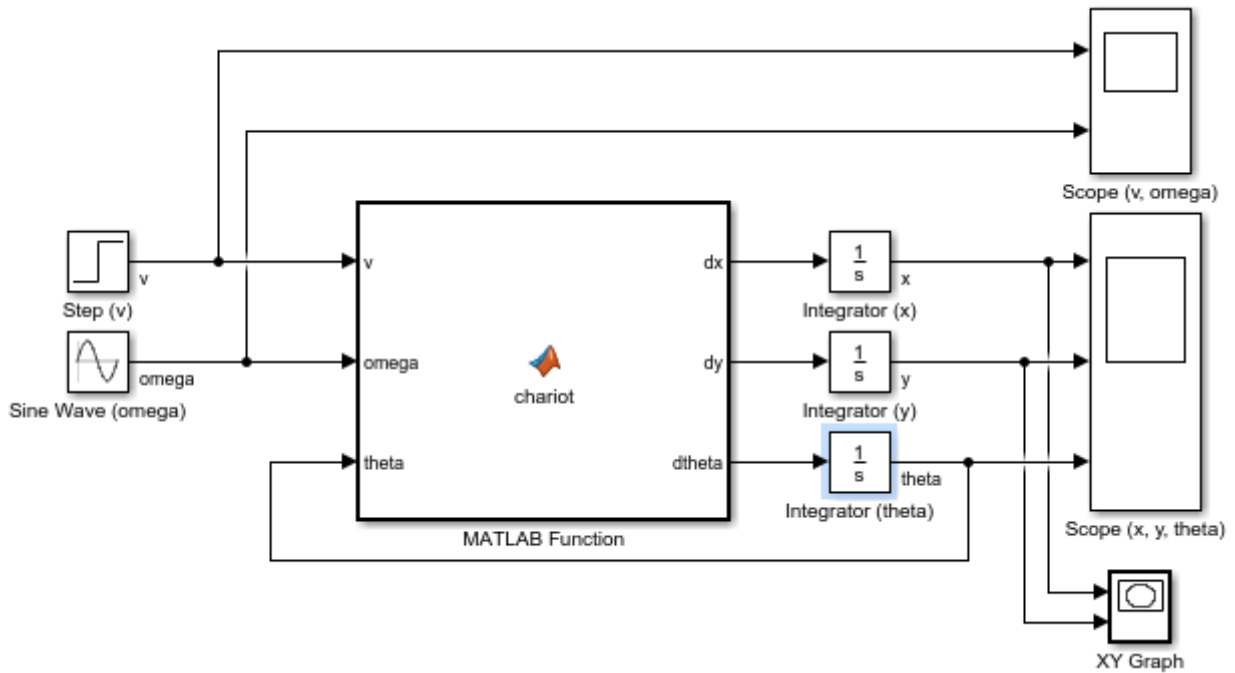 Scope (v, omega)
v
Step (v)
omega
Sine Wave (omega)
v
omega
theta
chariot
dx
dy
dtheta
MATLAB Function
1
s
x
Integrator (x)
1
s
y
Integrator (y)
1
s
theta
Integrator (theta)
Scope (x, y, theta)
XY Graph